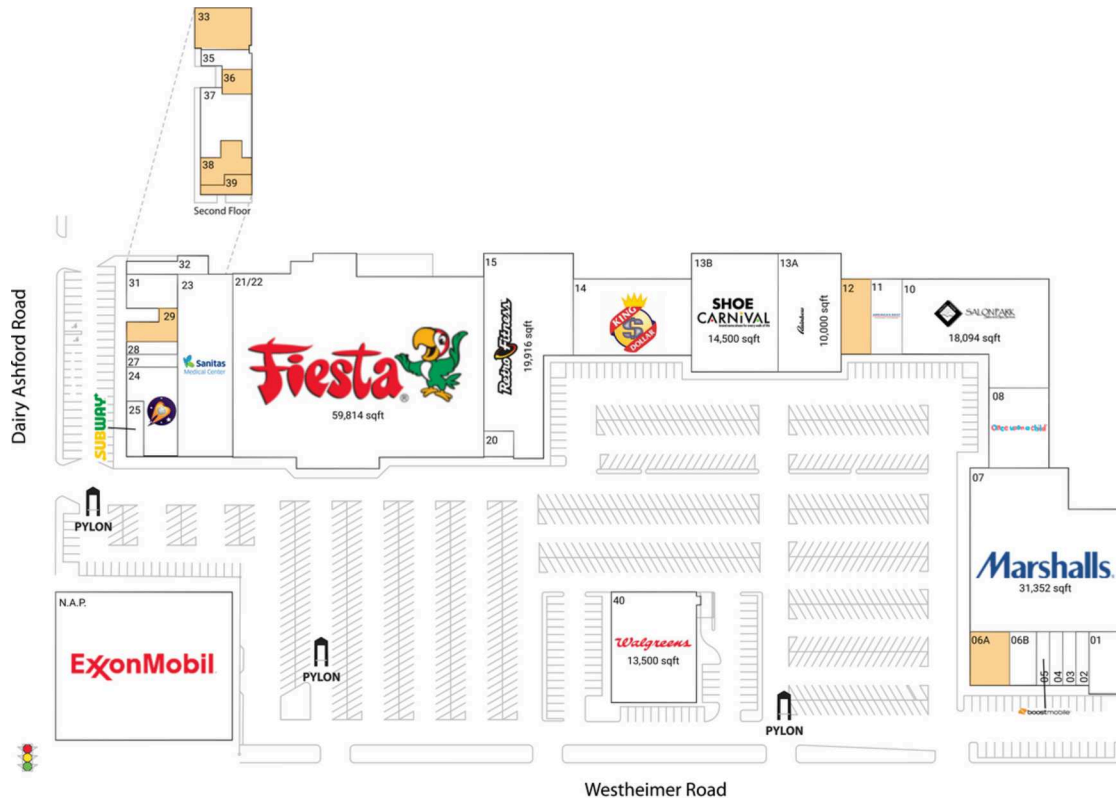 33
35
36
37
38
39
Second Floor
32
31
23
21/22
15
13B
13A
29
14
12
11
10
28
27
24
25
20
Sanitas
Medical Center
SUBWAY
Fiesta
59,814 sqft
Retro Fitness
19,916 sqft
KING
$
DOLLAR
SHOE
CARNIVAL
14,500 sqft
10,000 sqft
SALONPARK
18,094 sqft
08
Once upon a child
07
Marshalls
31,352 sqft
06A
06B
05
04
03
02
01
boostmobile
Dairy Ashford Road
PYLON
N.A.P.
ExxonMobil
PYLON
40
Walgreens
13,500 sqft
PYLON
Westheimer Road